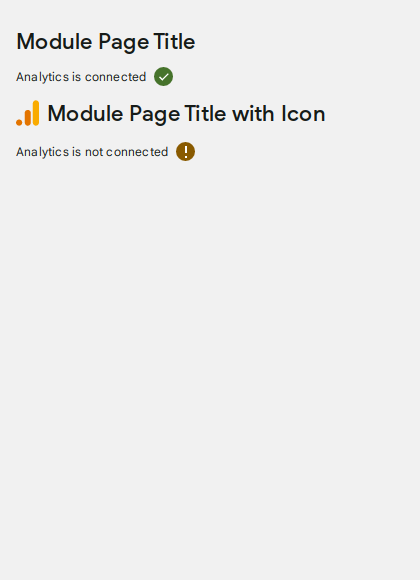 Module Page Title
Analytics is connected
Module Page Title with Icon
Analytics is not connected